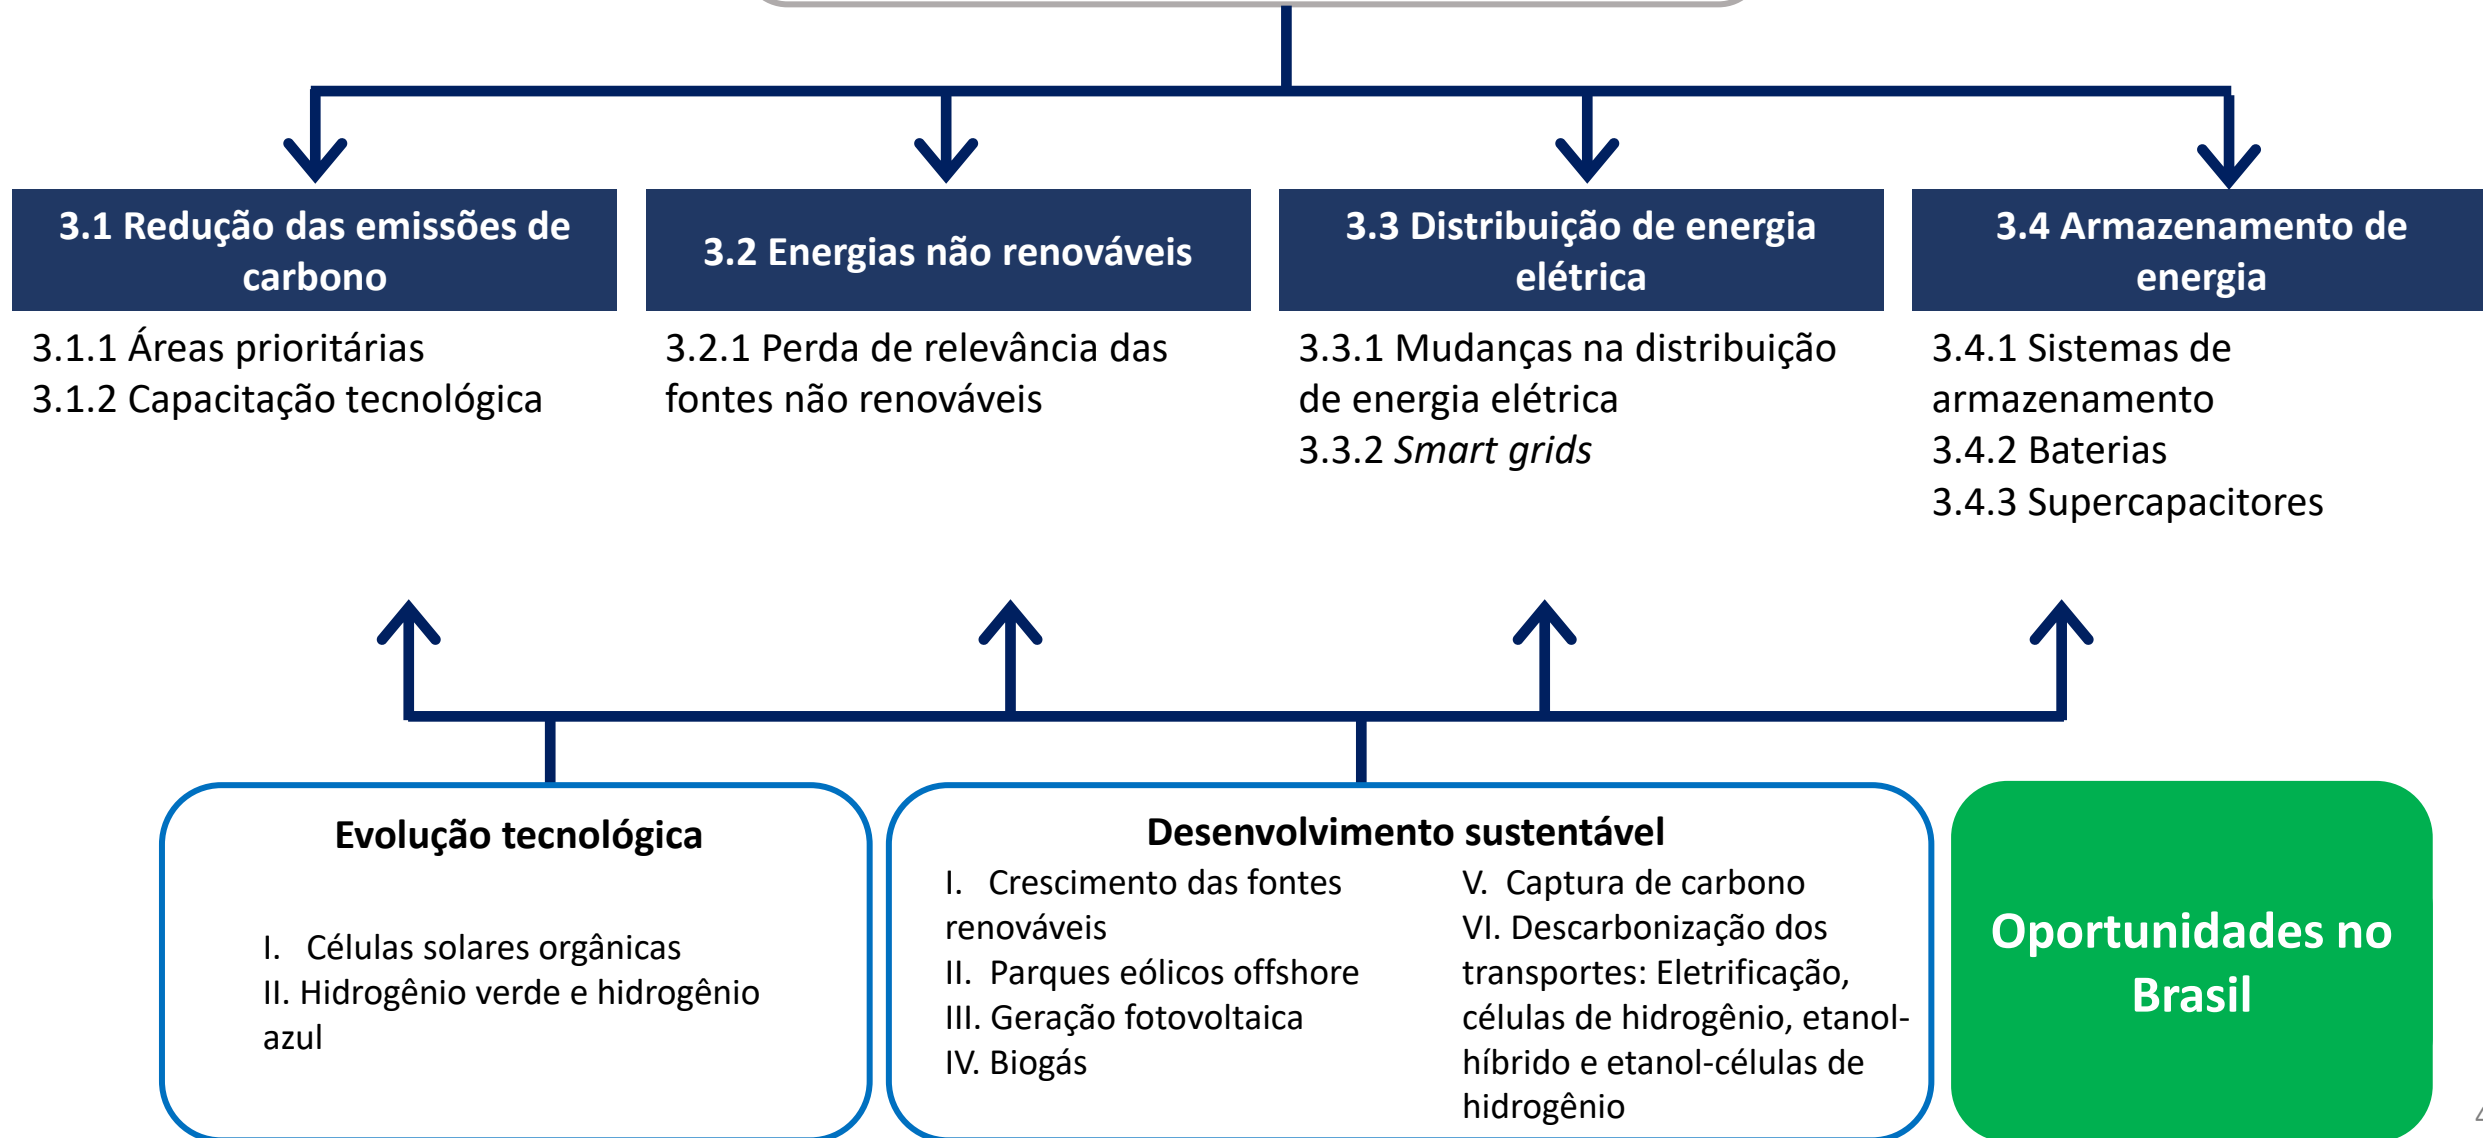 3.1 Redução das emissões de
carbono
3.2 Energias não renováveis
3.3 Distribuição de energia
elétrica
3.4 Armazenamento de
energia
3.1.1 Áreas prioritárias
3.1.2 Capacitação tecnológica
3.2.1 Perda de relevância das
fontes não renováveis
3.3.1 Mudanças na distribuição
de energia elétrica
3.3.2 Smart grids
3.4.1 Sistemas de
armazenamento
3.4.2 Baterias
3.4.3 Supercapacitores
Evolução tecnológica
I. Células solares orgânicas
II. Hidrogênio verde e hidrogênio
azul
Desenvolvimento sustentável
I. Crescimento das fontes
renováveis
II. Parques eólicos offshore
III. Geração fotovoltaica
IV. Biogás
V. Captura de carbono
VI. Descarbonização dos
transportes: Eletrificação,
células de hidrogênio, etanol-
híbrido e etanol-células de
hidrogênio
Oportunidades no
Brasil